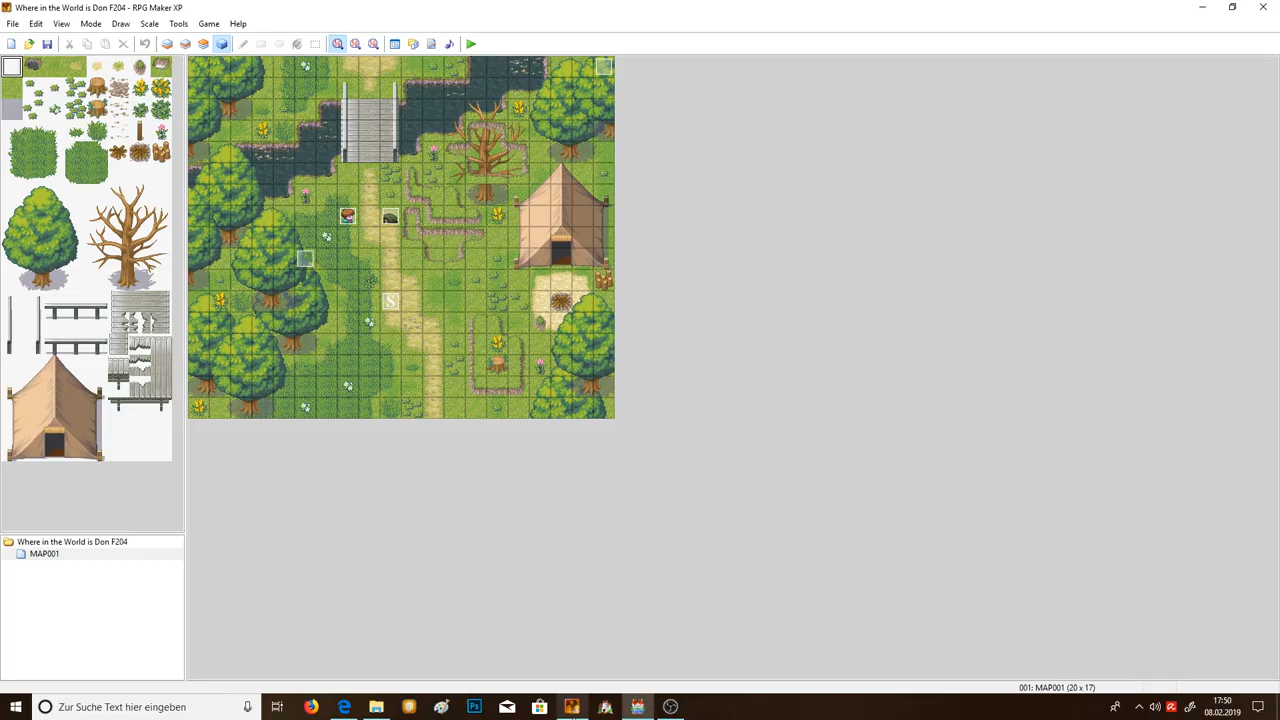 Where in the World is Don F204 - RPG Maker XP
File Edit View Mode Draw Scale Tools Game Help
S
Where in the World is Don F204
MAP001
001: MAP001 (20 x 17)
Zur Suche Text hier eingeben
Ps
17:50
08.02.2019